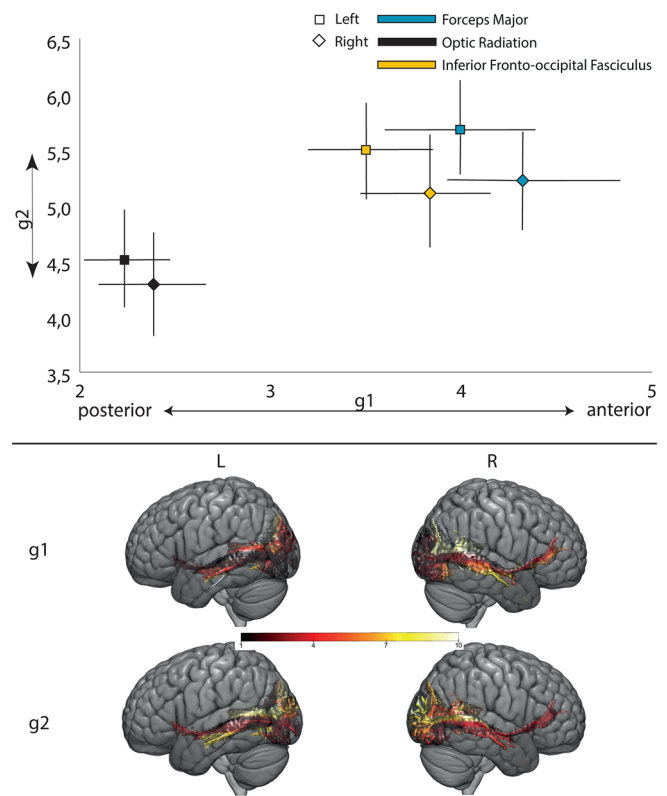 Left
Forceps Major
Right
Optic Radiation
Inferior Fronto-occipital Fasciculus
6,5
6,0
5,5
5,0
4,5
4,0
3,5
g2
2
3
4
5
posterior
g1
anterior
L
R
g1
1
4
7
10
g2